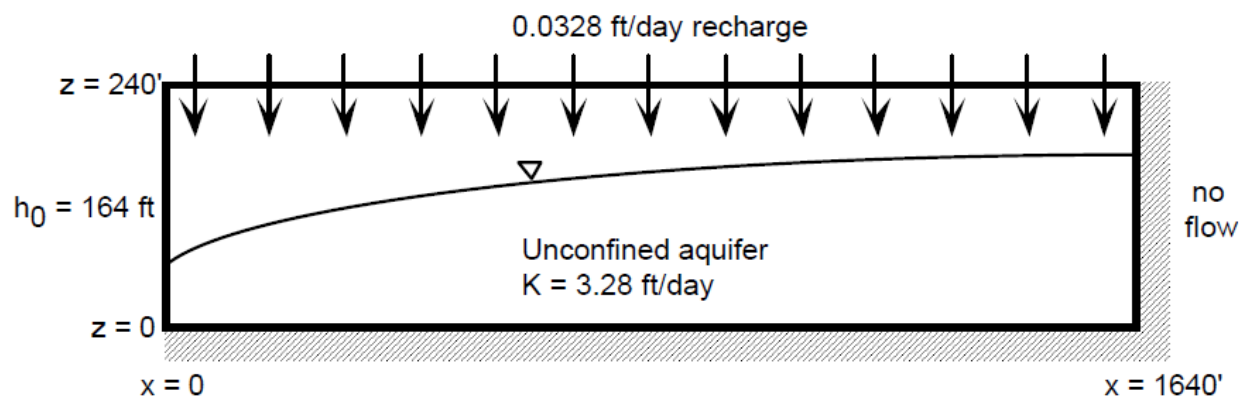 0.0328 ft/day recharge
z = 240'
h0 = 164 ft
no
flow
Unconfined aquifer
K = 3.28 ft/day
z = 0
x = 0
x = 1640'